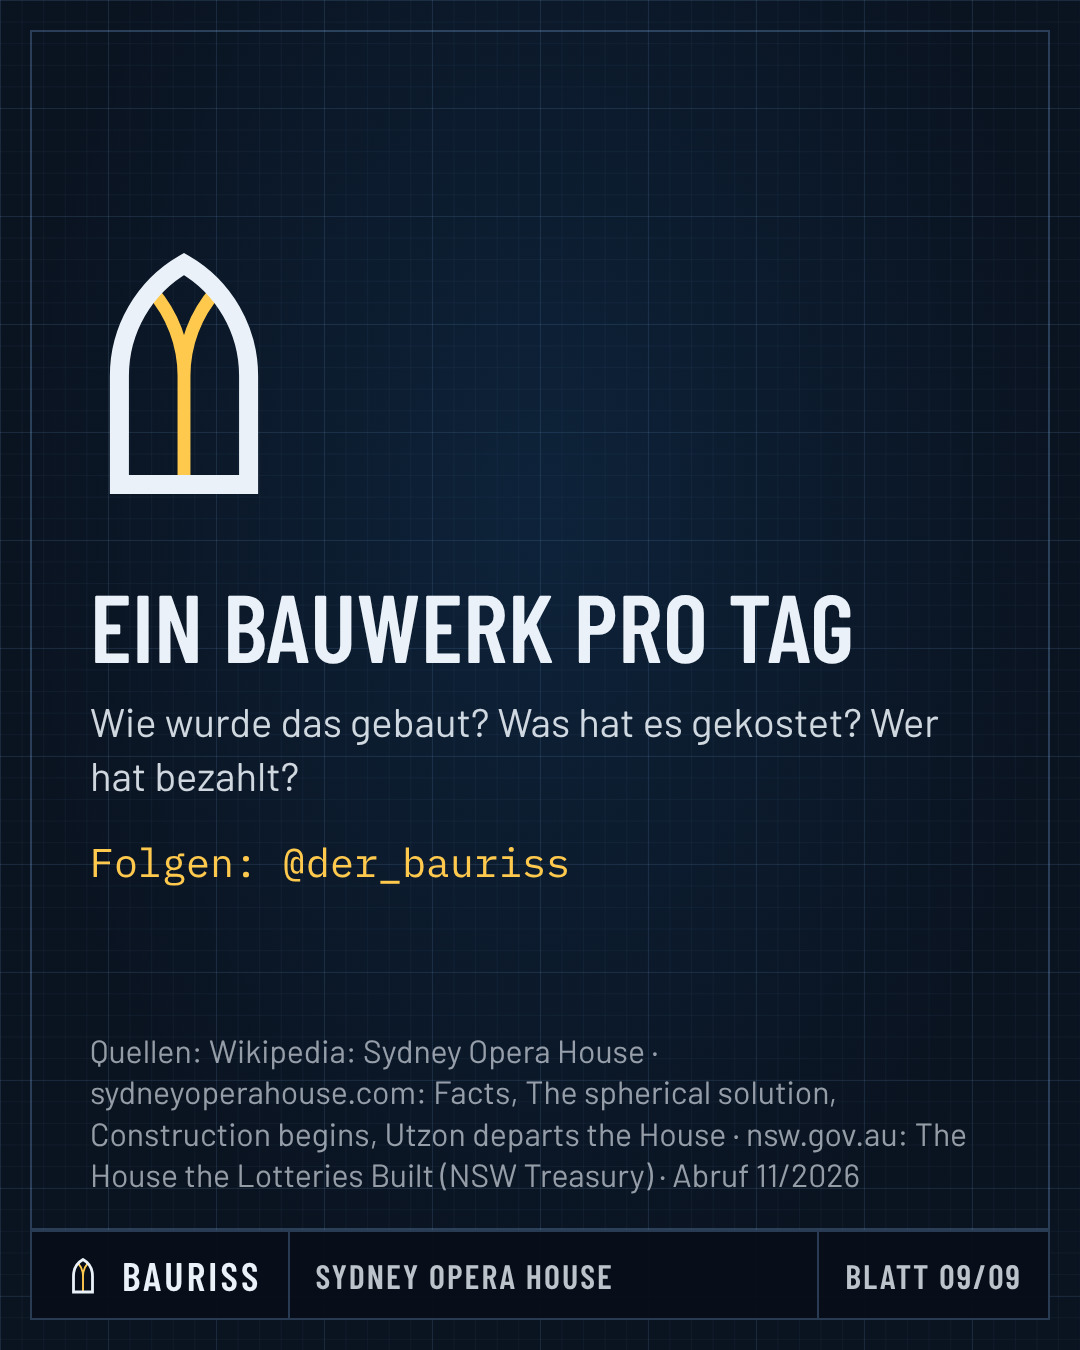 EIN BAUWERK PRO TAG
Wie wurde das gebaut? Was hat es gekostet? Wer
hat bezahlt?
Folgen: @der_bauriss
Quellen: Wikipedia: Sydney Opera House ·
sydneyoperahouse.com: Facts, The spherical solution,
Construction begins, Utzon departs the House · nsw.gov.au: The
House the Lotteries Built (NSW Treasury) · Abruf 11/2026
BAURISS
SYDNEY OPERA HOUSE
BLATT 09/09